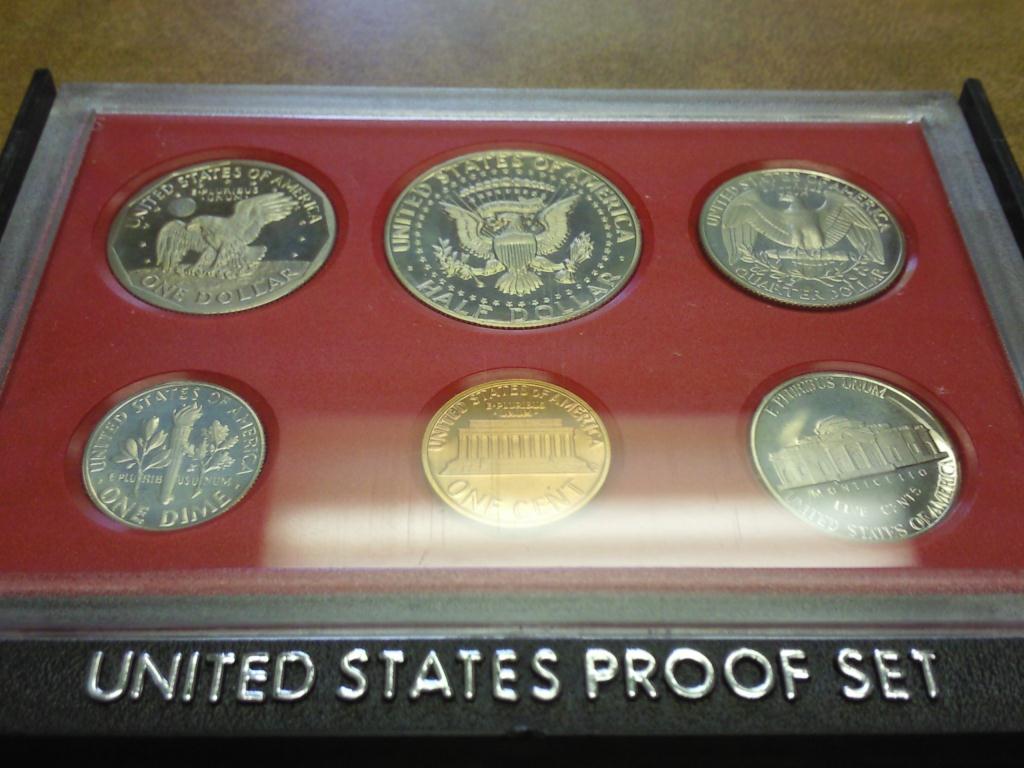 UNITED STATES OF AMERICA
E·PLURIBUS
UNUM
ONE DOLLAR
UNITED STATES OF AMERICA
HALF DOLLAR
UNITED STATES OF AMERICA
QUARTER DOLLAR
UNITED STATES OF AMERICA
E PLURIBUS UNUM
ONE DIME
UNITED STATES OF AMERICA
E·PLURIBUS
UNUM
ONE CENT
E PLURIBUS UNUM
MONTICELLO
FIVE CENTS
UNITED STATES OF AMERICA
UNITED STATES PROOF SET